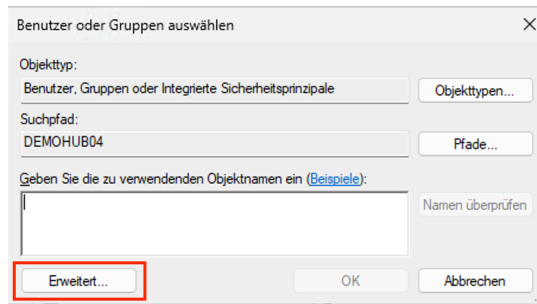 Benutzer oder Gruppen auswählen
Objekttyp:
Benutzer, Gruppen oder Integrierte Sicherheitsprinzipale
Objekttypen...
Suchpfad:
DEMOHUB04
Pfade...
Geben Sie die zu verwendenden Objektnamen ein (Beispiele):
Namen überprüfen
Erweitert...
OK
Abbrechen